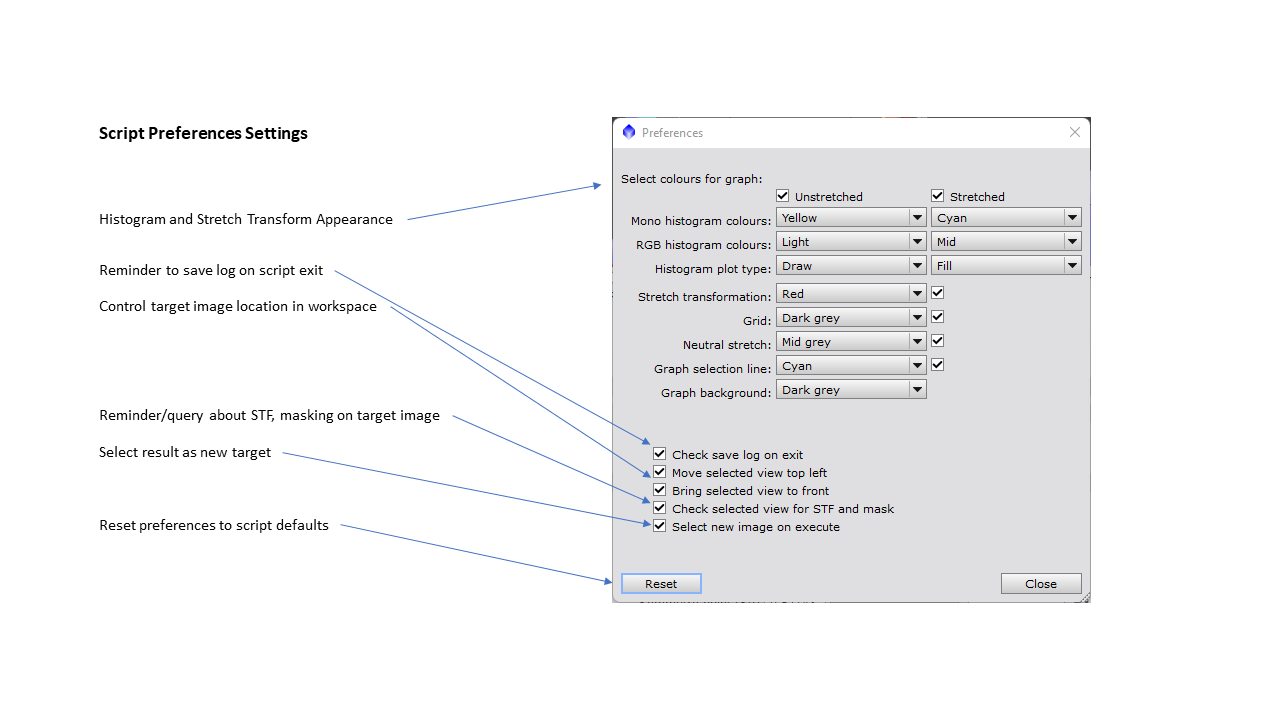 Script Preferences Settings
Histogram and Stretch Transform Appearance
Reminder to save log on script exit
Control target image location in workspace
Reminder/query about STF, masking on target image
Select result as new target
Reset preferences to script defaults
Preferences
Select colours for graph:
Unstretched Stretched
Mono histogram colours: Yellow Cyan
RGB histogram colours: Light Mid
Histogram plot type: Draw Fill
Stretch transformation: Red
Grid: Dark grey
Neutral stretch: Mid grey
Graph selection line: Cyan
Graph background: Dark grey
Check save log on exit
Move selected view top left
Bring selected view to front
Check selected view for STF and mask
Select new image on execute
Reset Close